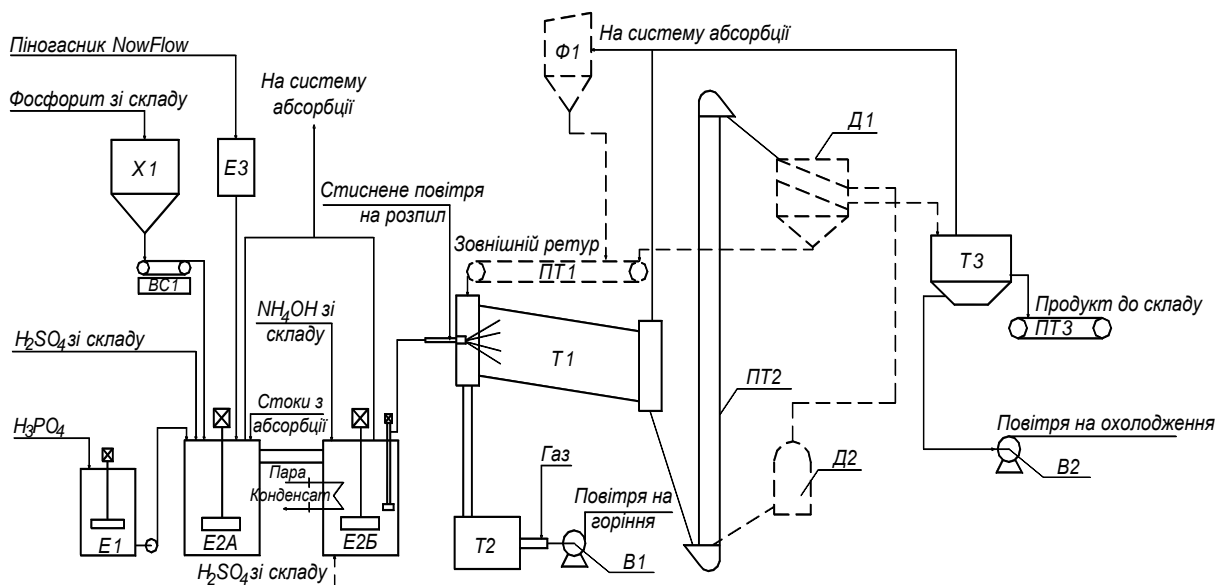 Піногасник NowFlow
На систему абсорбції
Ф1
На систему
абсорбції
Фосфорит зі складу
Д1
Х1
Е3
Стиснене повітря
на розпил
Зовнішній ретур
ПТ1
ВС1
Т3
NH4OH зі
складу
Продукт до складу
ПТ3
H2SO4 зі складу
Т1
ПТ2
Стоки з
абсорбції
H3PO4
Повітря на охолодження
В2
Газ
Д2
Пара
Конденсат
Повітря на
горіння
Е1
Е2А
Е2Б
Т2
В1
H2SO4 зі складу